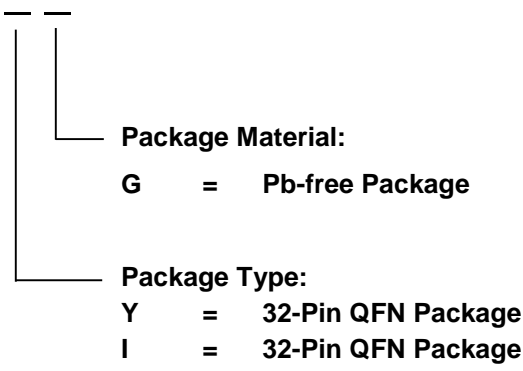 Package Material:
G = Pb-free Package
Package Type:
Y = 32-Pin QFN Package
I = 32-Pin QFN Package